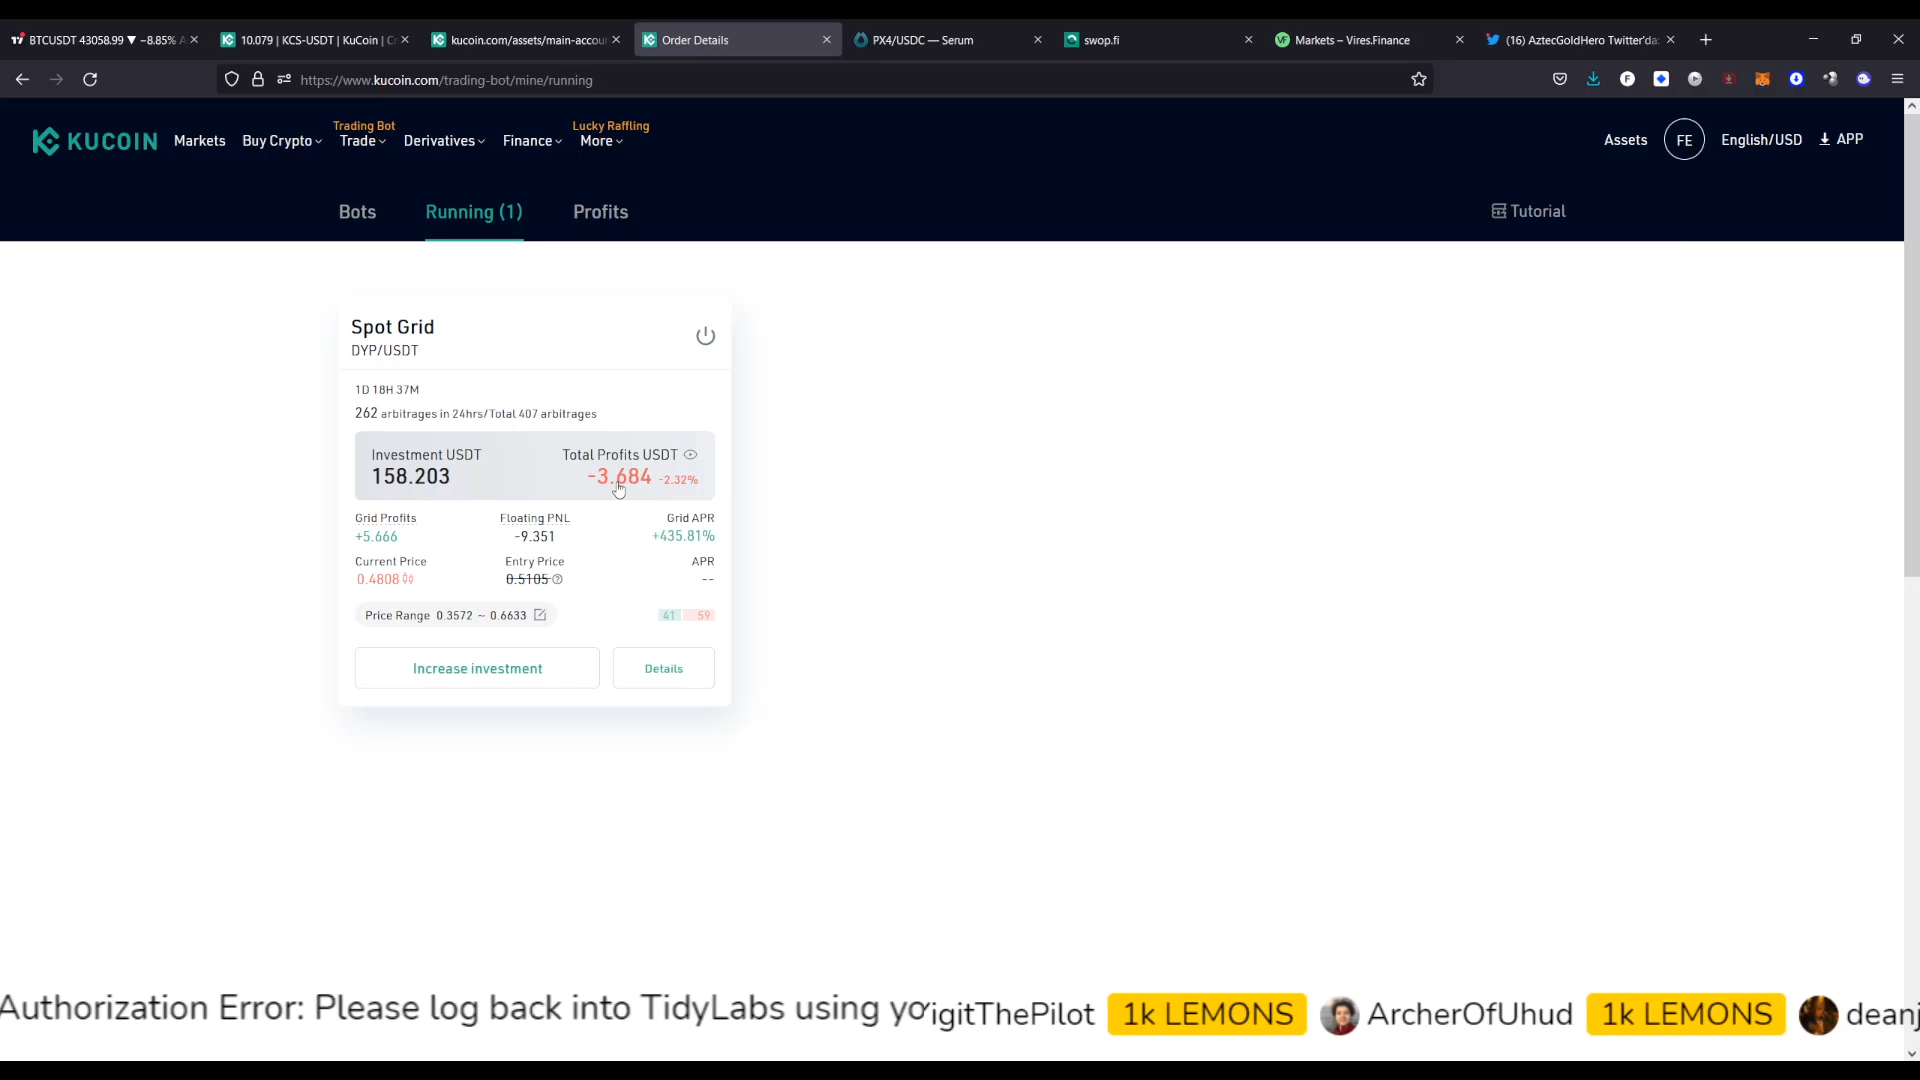 BTCUSDT 43058.99 ▼ −8.85%
10.079 | KCS-USDT | KuCoin |
kucoin.com/assets/main-accou
Order Details
PX4/USDC — Serum
swop.fi
Markets – Vires.Finance
(16) AztecGoldHero Twitter'da:
https://www.kucoin.com/trading-bot/mine/running
KUCOIN
Markets
Buy Crypto
Trading Bot
Trade
Derivatives
Finance
Lucky Raffling
More
Assets
FE
English/USD
APP
Bots
Running (1)
Profits
Tutorial
Spot Grid
DYP/USDT
1D 18H 37M
262 arbitrages in 24hrs/Total 407 arbitrages
Investment USDT
Total Profits USDT
158.203
-3.684 -2.32%
Grid Profits
Floating PNL
Grid APR
+5.666
-9.351
+435.81%
Current Price
Entry Price
APR
0.4808
0.5105
--
Price Range 0.3572 ~ 0.6633
41 59
Increase investment
Details
Authorization Error: Please log back into TidyLabs using yo
igitThePilot 1k LEMONS ArcherOfUhud 1k LEMONS deanj